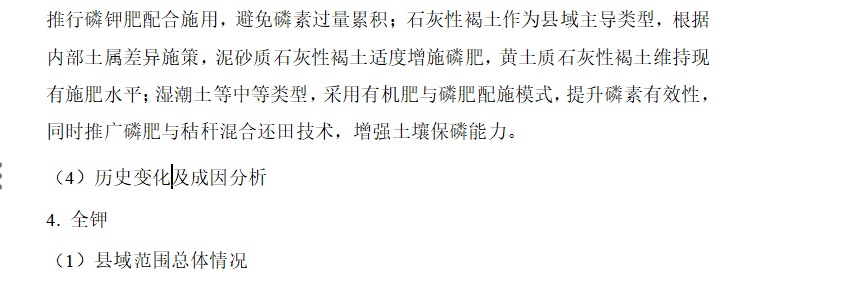 推行磷钾肥配合施用，避免磷素过量累积；石灰性褐土作为县域主导类型，根据
内部土属差异施策，泥砂质石灰性褐土适度增施磷肥，黄土质石灰性褐土维持现
有施肥水平；湿潮土等中等类型，采用有机肥与磷肥配施模式，提升磷素有效性，
同时推广磷肥与秸秆混合还田技术，增强土壤保磷能力。
（4）历史变化及成因分析
4. 全钾
（1）县域范围总体情况